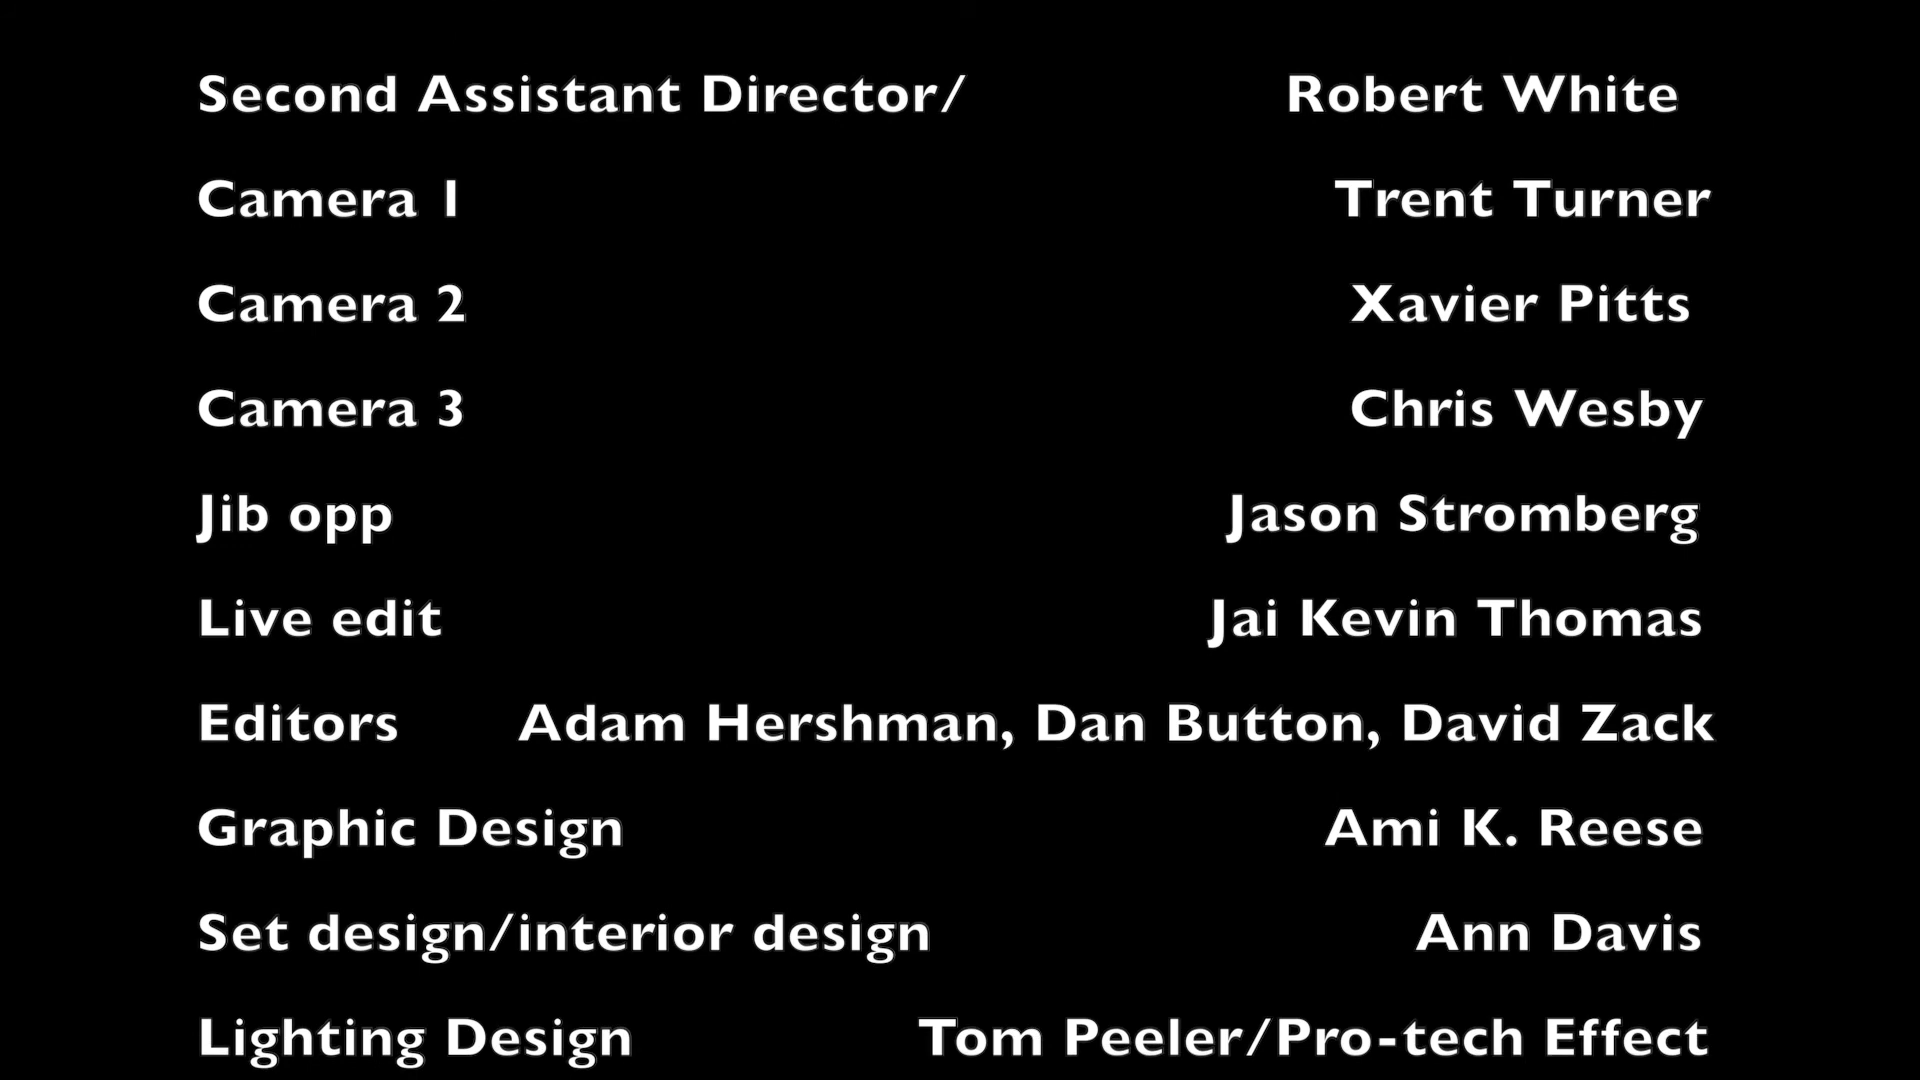 Second Assistant Director/ Robert White
Camera 1 Trent Turner
Camera 2 Xavier Pitts
Camera 3 Chris Wesby
Jib opp Jason Stromberg
Live edit Jai Kevin Thomas
Editors Adam Hershman, Dan Button, David Zack
Graphic Design Ami K. Reese
Set design/interior design Ann Davis
Lighting Design Tom Peeler/Pro-tech Effect